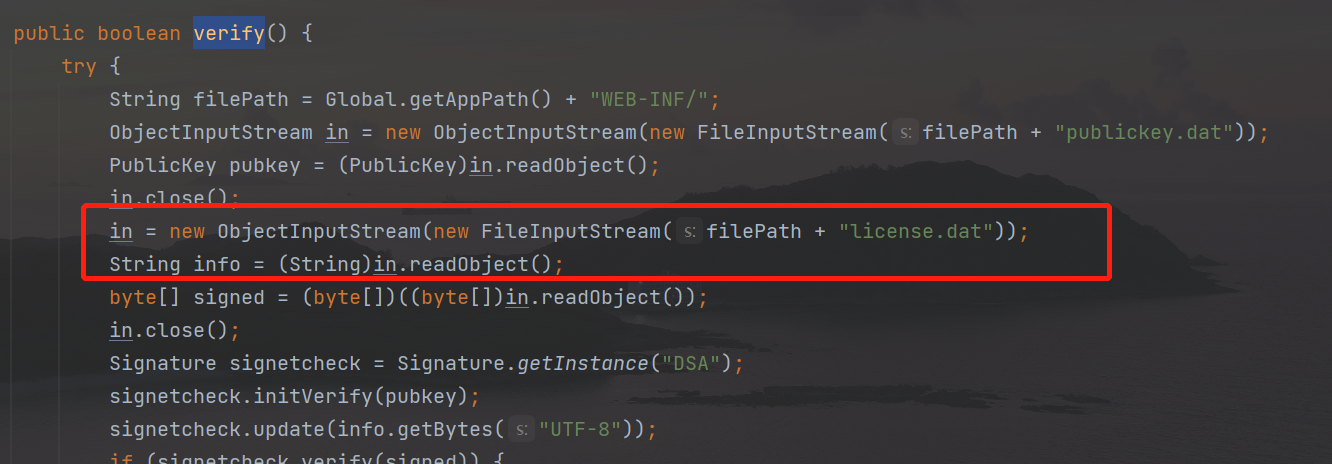 public boolean verify() {
try {
String filePath = Global.getAppPath() + "WEB-INF/";
ObjectInputStream in = new ObjectInputStream(new FileInputStream( s: filePath + "publickey.dat"));
PublicKey pubkey = (PublicKey)in.readObject();
in.close();
in = new ObjectInputStream(new FileInputStream( s: filePath + "license.dat"));
String info = (String)in.readObject();
byte[] signed = (byte[])((byte[])in.readObject());
in.close();
Signature signetcheck = Signature.getInstance("DSA");
signetcheck.initVerify(pubkey);
signetcheck.update(info.getBytes( s: "UTF-8"));
if (signetcheck.verify(signed)) {